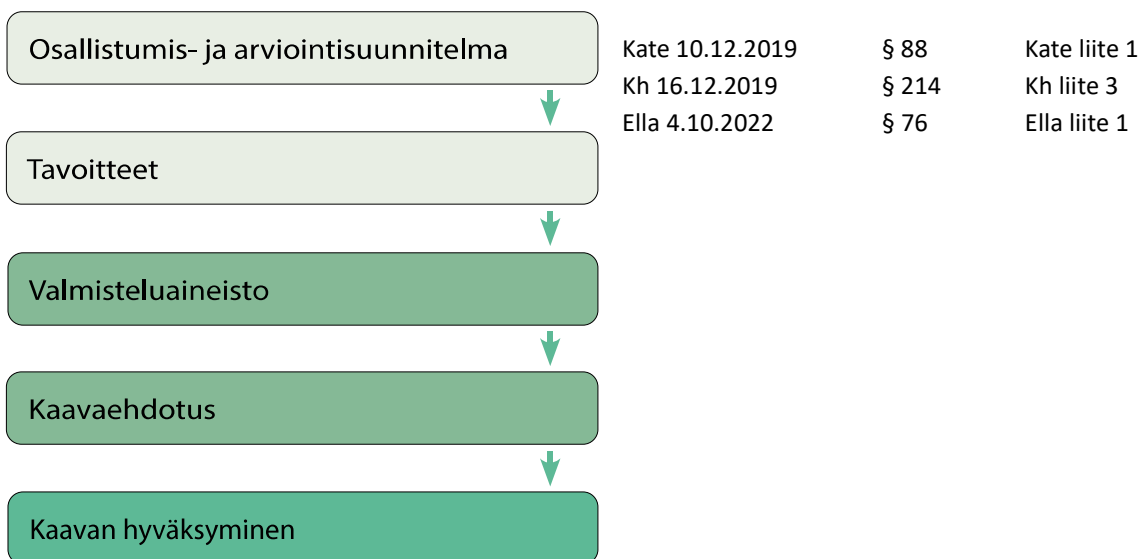 Osallistumis- ja arviointisuunnitelma
Kate 10.12.2019 § 88 Kate liite 1
Kh 16.12.2019 § 214 Kh liite 3
Ella 4.10.2022 § 76 Ella liite 1
Tavoitteet
Valmisteluaineisto
Kaavaehdotus
Kaavan hyväksyminen